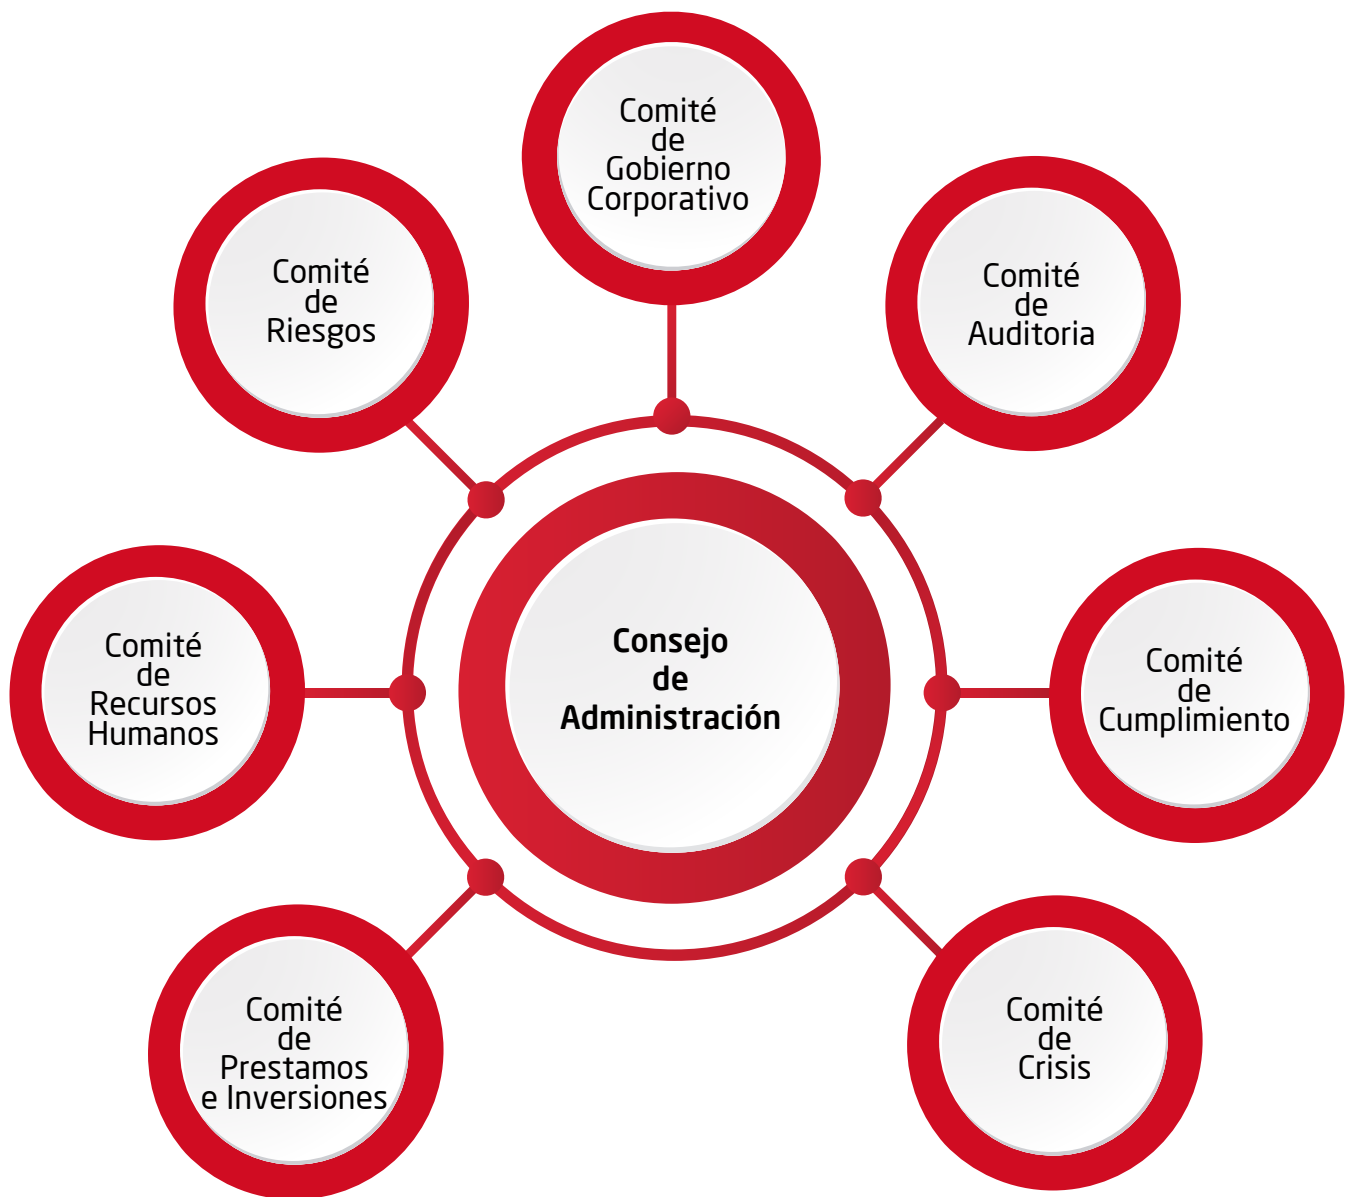 Comité
de
Gobierno
Corporativo
Comité
de
Riesgos
Comité
de
Auditoria
Comité
de
Recursos
Humanos
Consejo
de
Administración
Comité
de
Cumplimiento
Comité
de
Prestamos
e Inversiones
Comité
de
Crisis